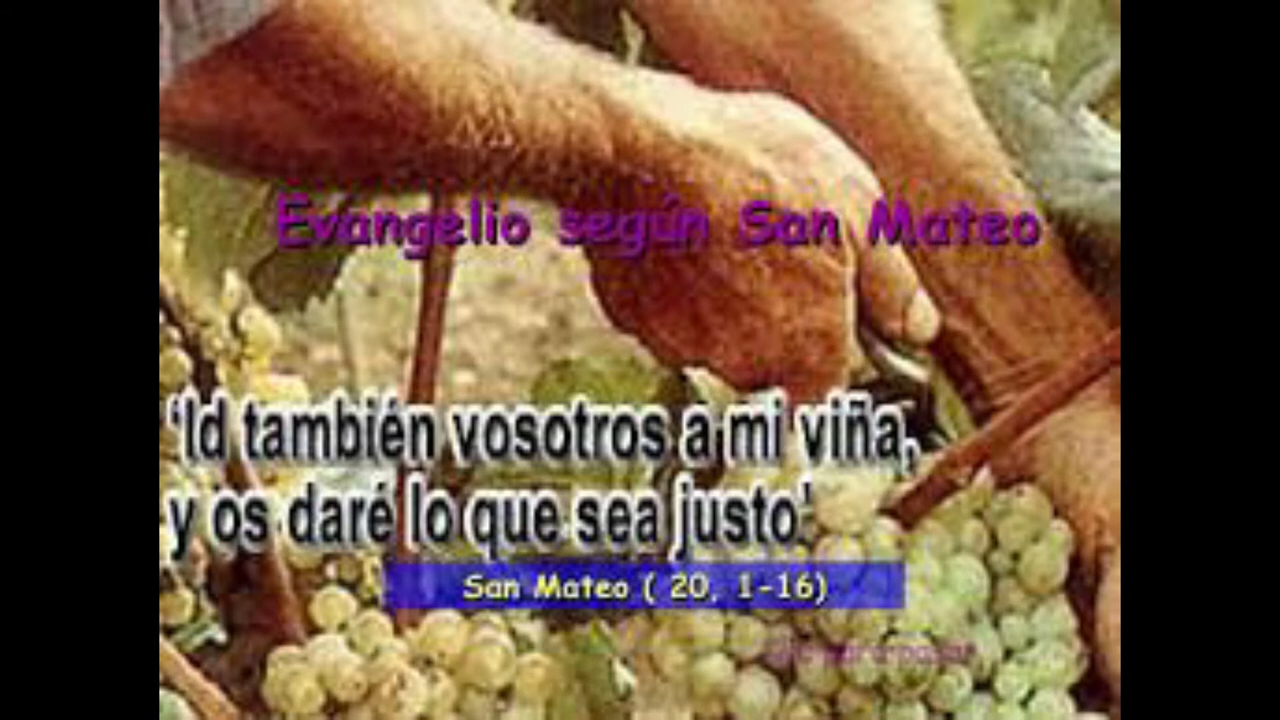 Evangelio según San Mateo
‘Id también vosotros a mi viña,
y os daré lo que sea justo'
San Mateo ( 20, 1-16)